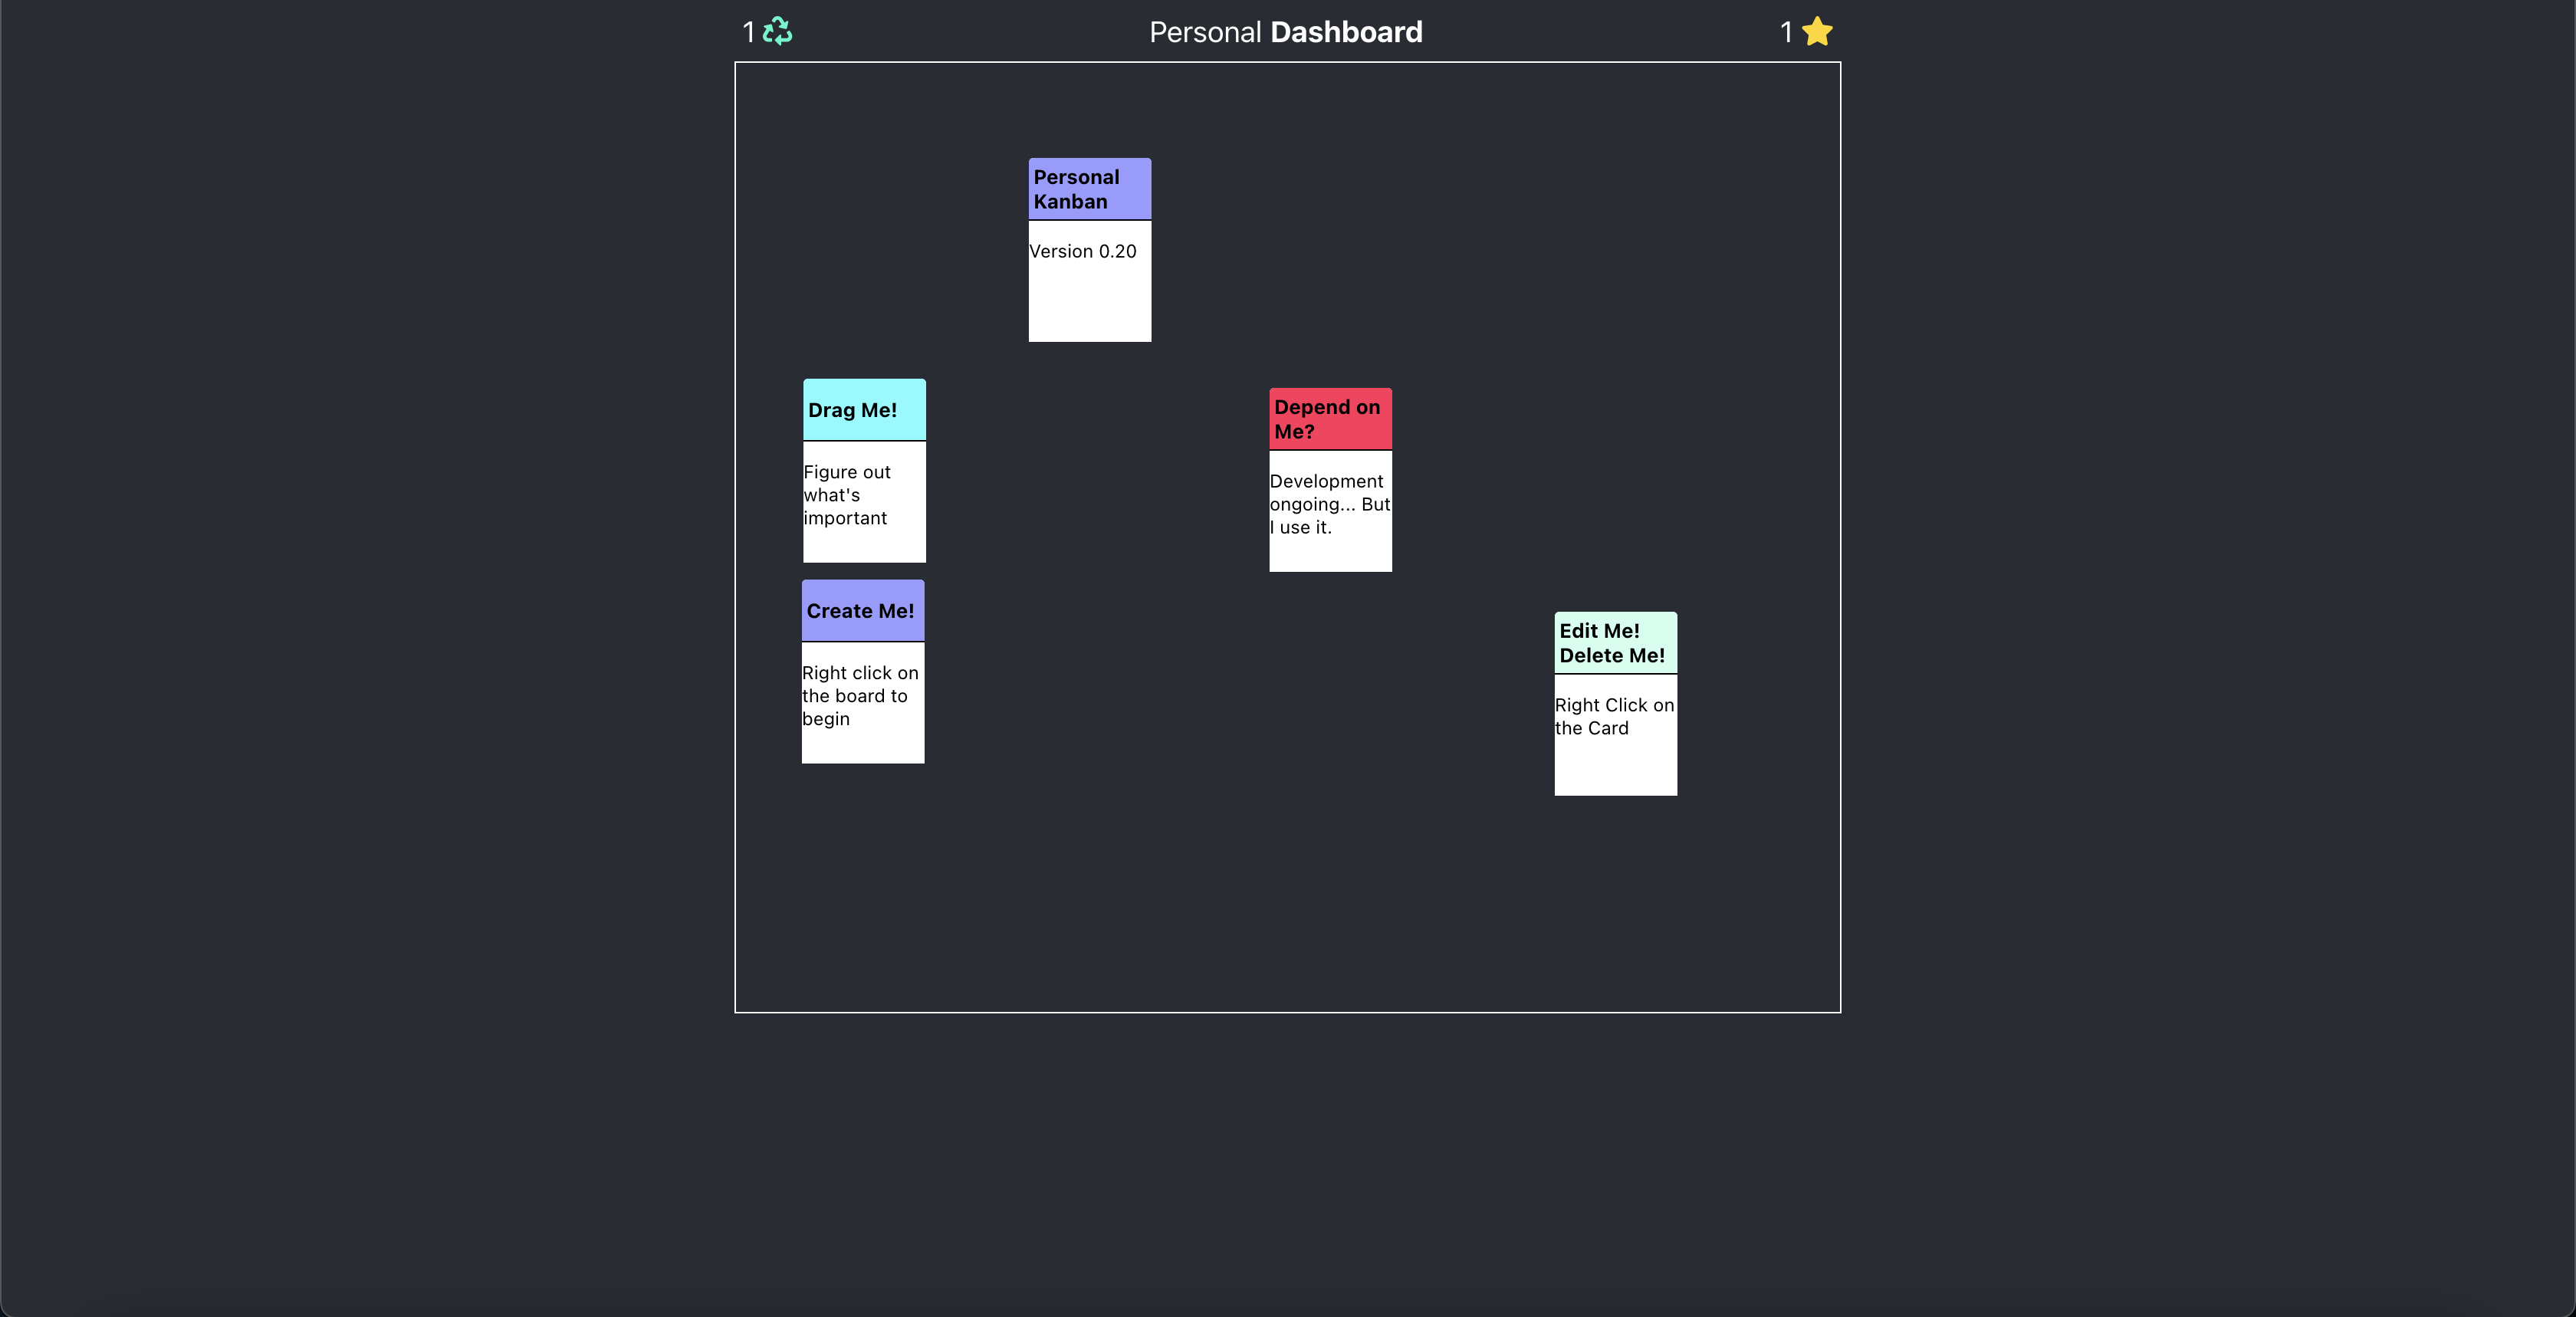 1
Personal Dashboard
1
Personal
Kanban
Version 0.20
Drag Me!
Figure out
what's
important
Depend on
Me?
Development
ongoing... But
I use it.
Create Me!
Right click on
the board to
begin
Edit Me!
Delete Me!
Right Click on
the Card